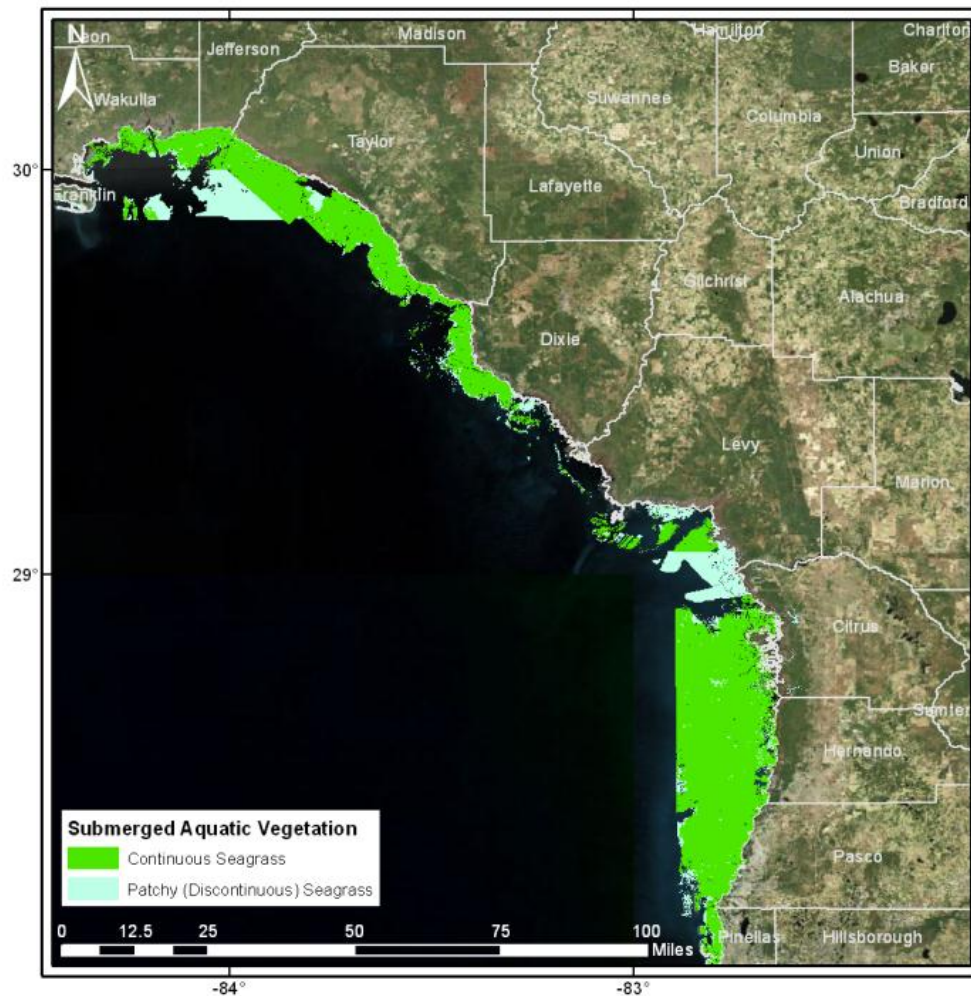 Madison
Hamilton
Charlton
N
Leon
Jefferson
Baker
Wakulla
Suwannee
Columbia
Taylor
Union
30°
Lafayette
Franklin
Bradford
Gilchrist
Alachua
Dixie
Levy
Marion
29°
Citrus
Sumter
Hernando
Submerged Aquatic Vegetation
Continuous Seagrass
Pasco
Patchy (Discontinuous) Seagrass
0 12.5 25 50 75 100
Miles
Pinellas
Hillsborough
-84°
-83°